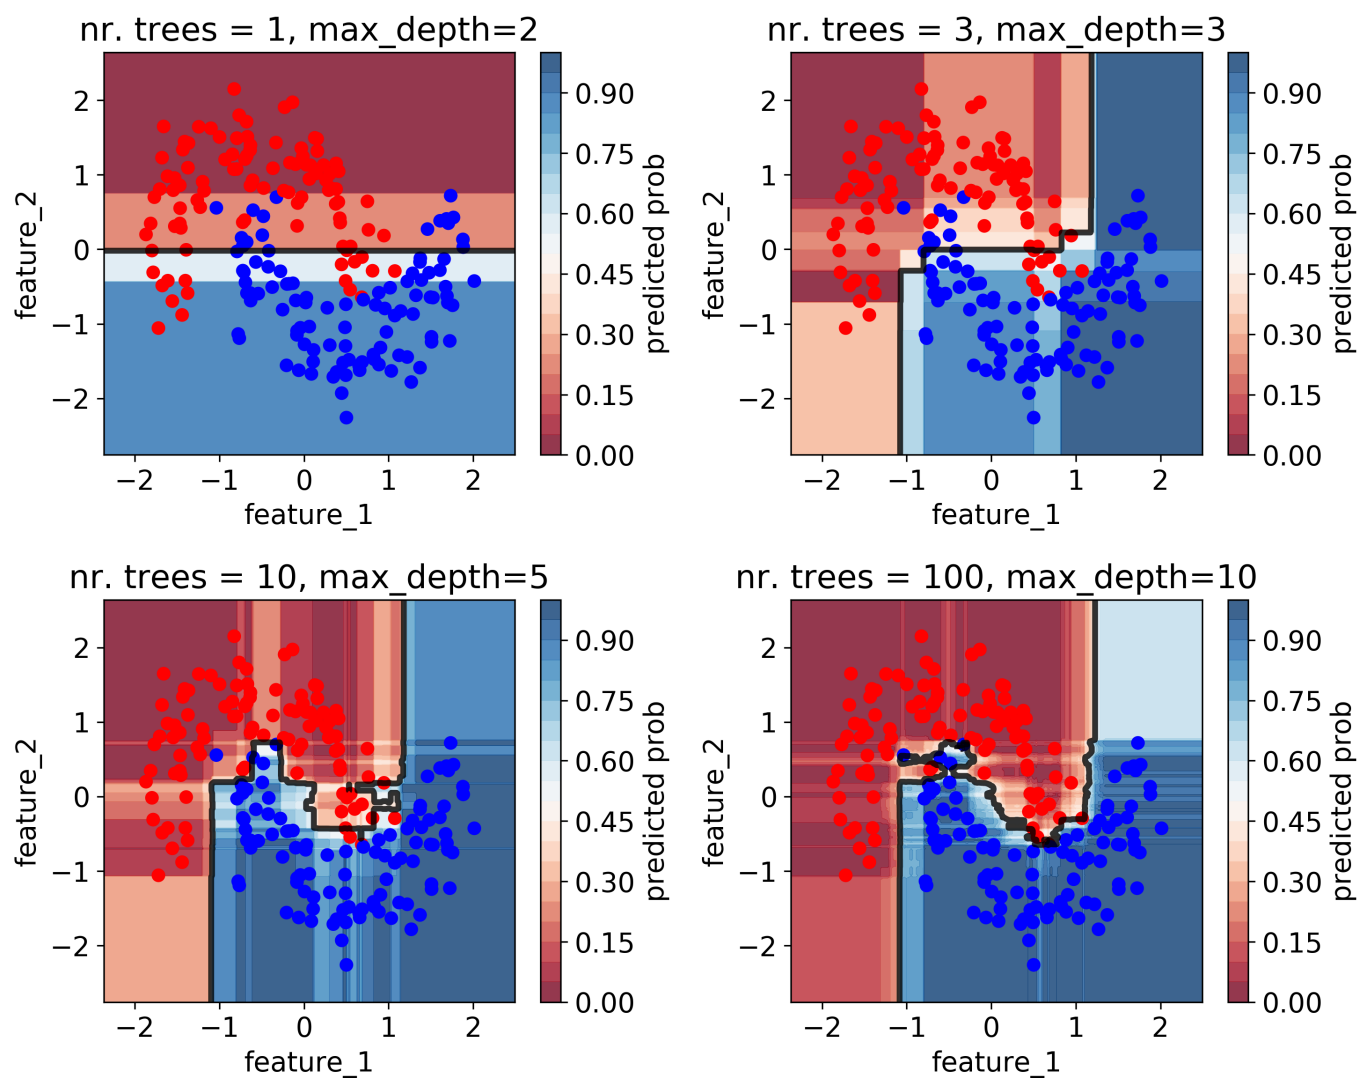 nr. trees = 1, max_depth=2
feature_2
2
1
0
−1
−2
−2 −1 0 1 2
feature_1
0.90
0.75
0.60
0.45
0.30
0.15
0.00
predicted prob
nr. trees = 3, max_depth=3
feature_2
2
1
0
−1
−2
−2 −1 0 1 2
feature_1
0.90
0.75
0.60
0.45
0.30
0.15
0.00
predicted prob
nr. trees = 10, max_depth=5
feature_2
2
1
0
−1
−2
−2 −1 0 1 2
feature_1
0.90
0.75
0.60
0.45
0.30
0.15
0.00
predicted prob
nr. trees = 100, max_depth=10
feature_2
2
1
0
−1
−2
−2 −1 0 1 2
feature_1
0.90
0.75
0.60
0.45
0.30
0.15
0.00
predicted prob